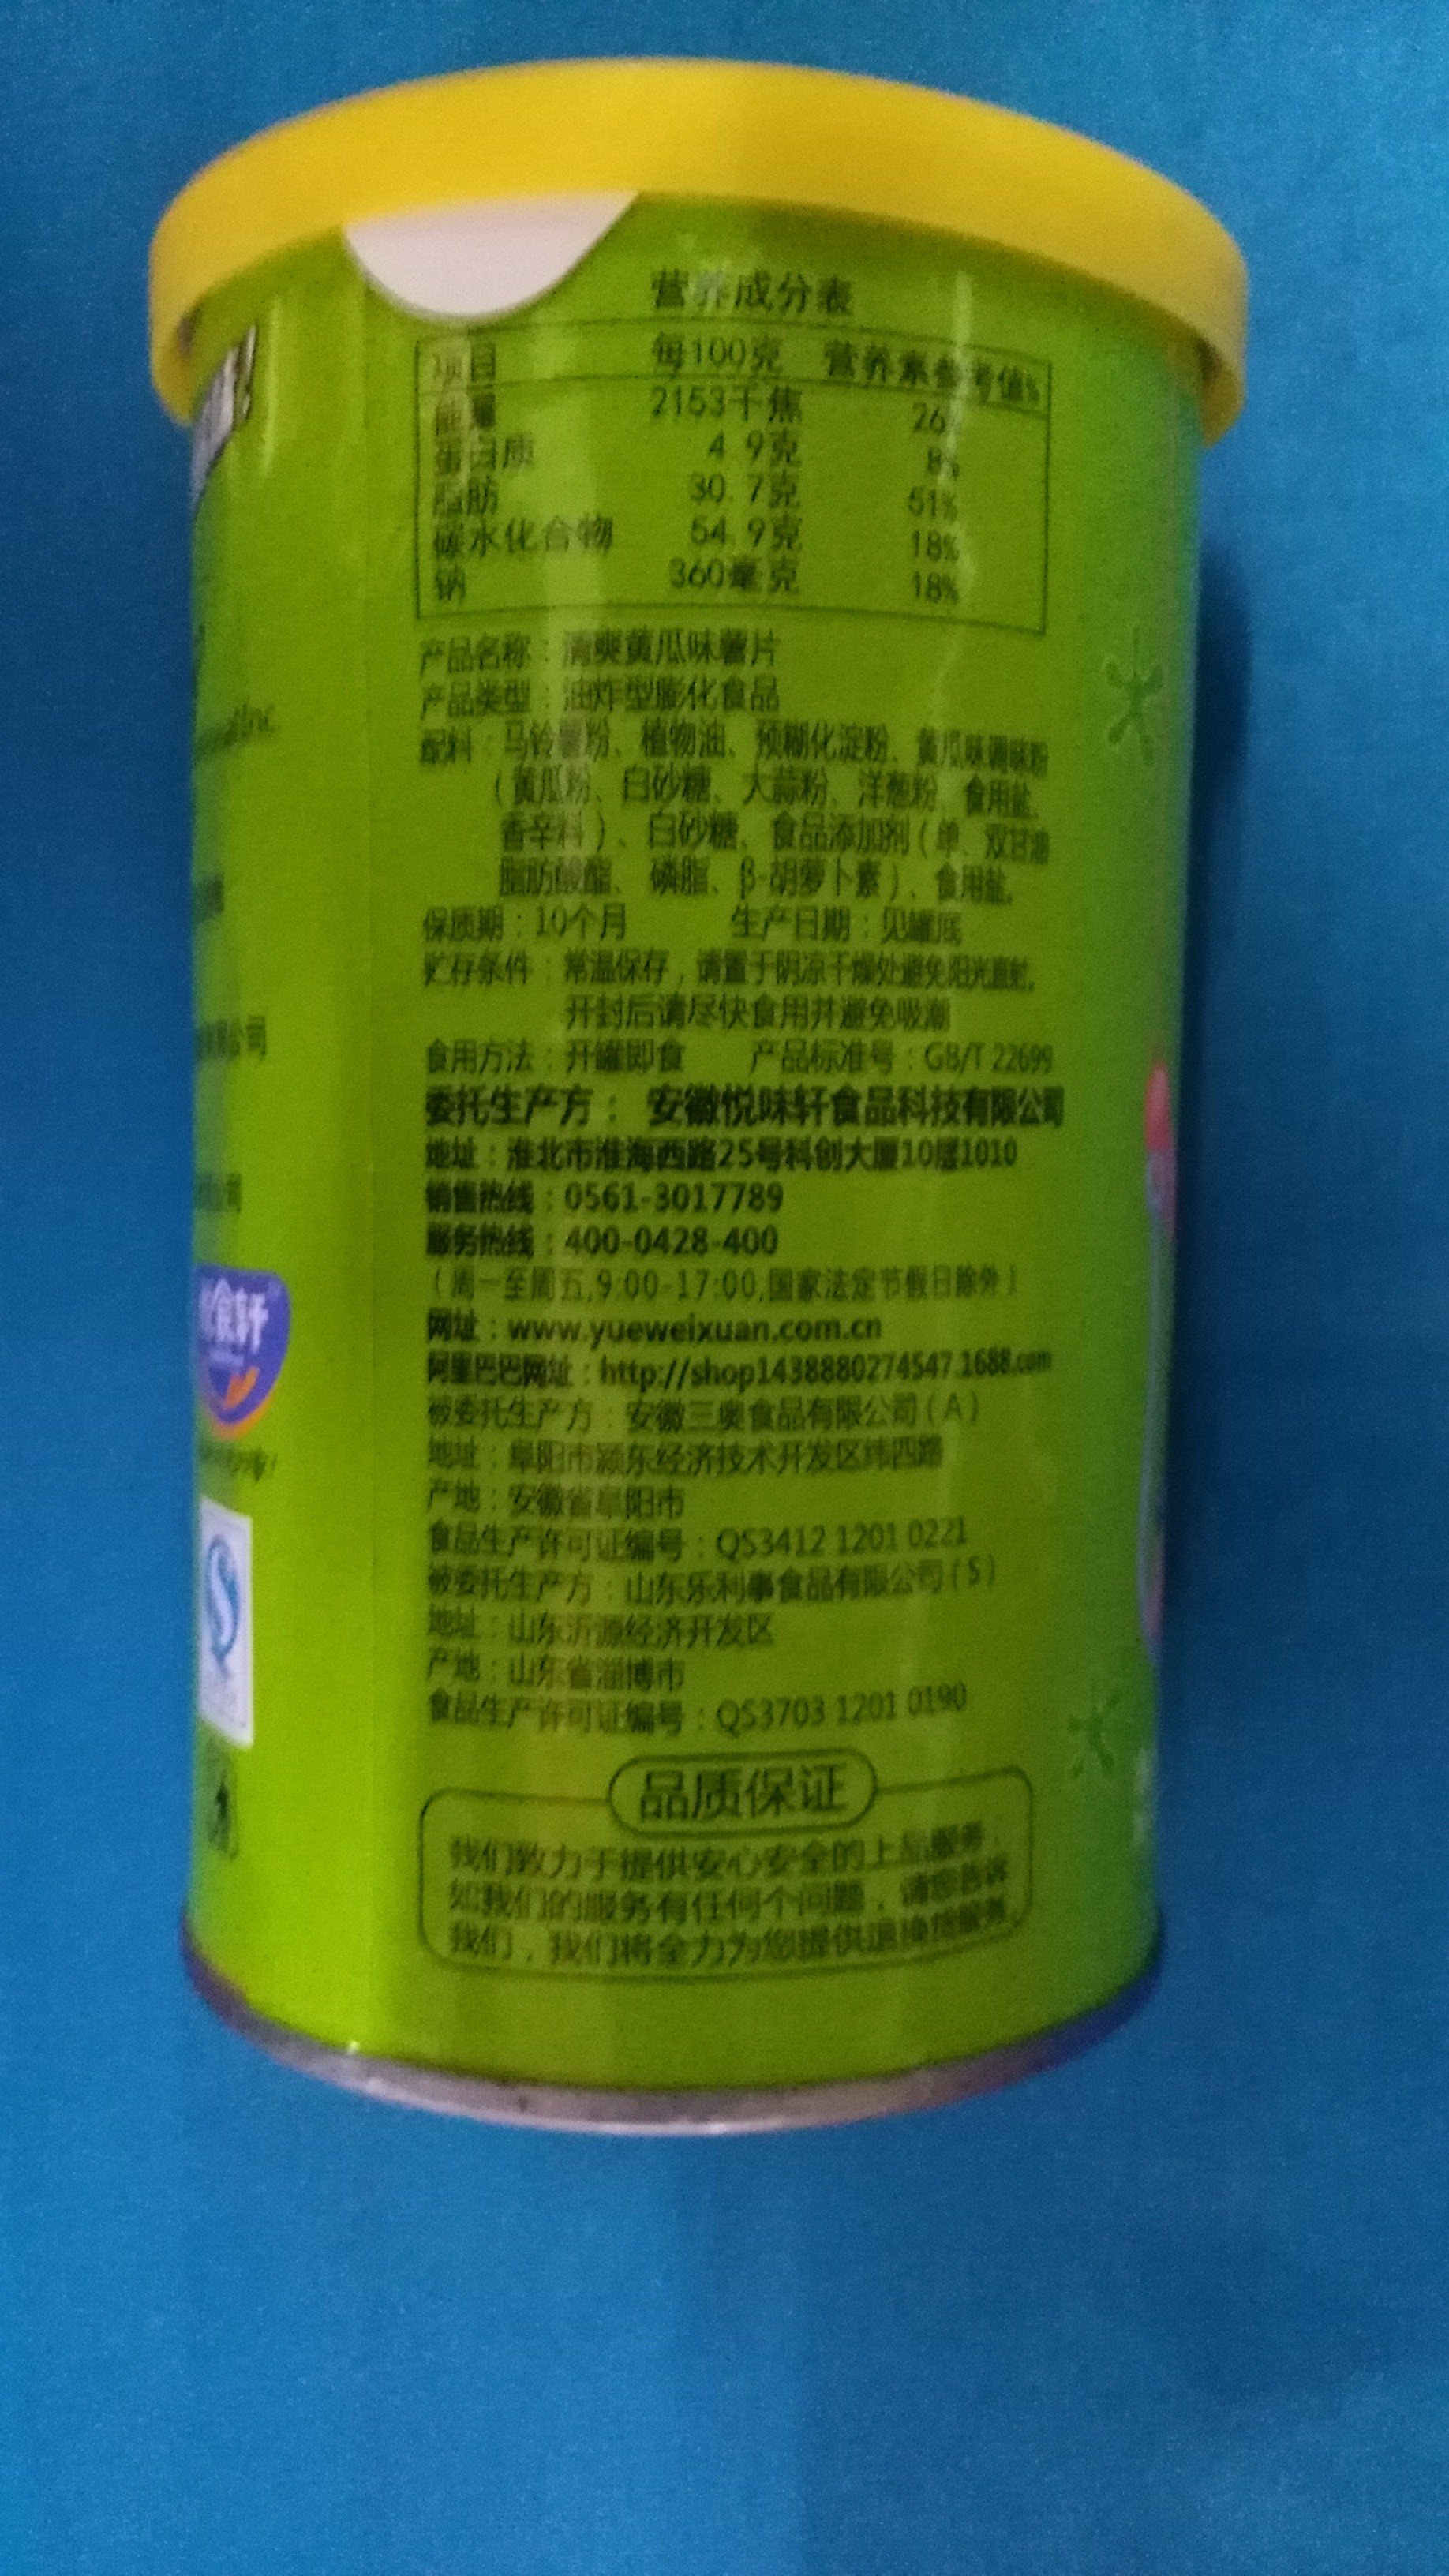 营养成分表
项目 每100克 营养素参考值%
能量 2153千焦 26%
蛋白质 4.9克 8%
脂肪 30.7克 51%
碳水化合物 54.9克 18%
钠 360毫克 18%
产品名称：清爽黄瓜味薯片
产品类型：油炸型膨化食品
配料：马铃薯粉、植物油、预糊化淀粉、黄瓜味调味粉
（黄瓜粉、白砂糖、大蒜粉、洋葱粉、食用盐、
香辛料）、白砂糖、食品添加剂（单、双甘油
脂肪酸酯、磷脂、β-胡萝卜素）、食用盐。
保质期：10个月 生产日期：见罐底
贮存条件：常温保存，请置于阴凉干燥处避免阳光直射。
开封后请尽快食用并避免吸潮
食用方法：开罐即食 产品标准号：GB/T 22699
委托生产方： 安徽悦味轩食品科技有限公司
地址：淮北市淮海西路25号科创大厦10层1010
销售热线：0561-3017789
服务热线：400-0428-400
（周一至周五,9:00-17:00,国家法定节假日除外）
网址：www.yueweixuan.com.cn
阿里巴巴网址：http://shop1438880274547.1688.com
被委托生产方：安徽三奥食品有限公司(A)
地址：阜阳市颍东经济技术开发区纬四路
产地：安徽省阜阳市
食品生产许可证编号：QS3412 1201 0221
被委托生产方：山东乐利事食品有限公司(S)
地址：山东沂源经济开发区
产地：山东省淄博市
食品生产许可证编号：QS3703 1201 0190
品质保证
我们致力于提供安心安全的上品服务，
如我们的服务有任何个问题，请您告诉
我们，我们将全力为您提供退换货服务。
公司
公司
食轩